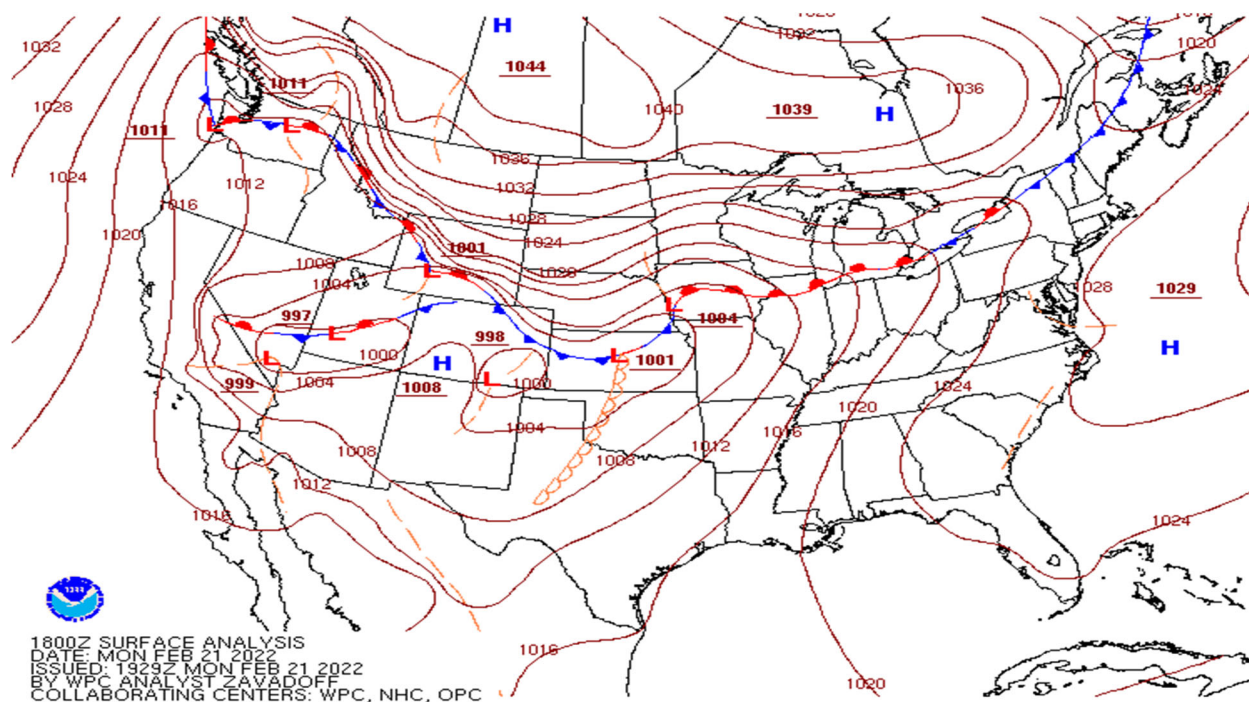 1032
H
1032
1020
1028
1011
1044
1036
1024
1040
1011
1039
H
L
L
1036
1024
1012
1032
1016
1028
1020
1001
1024
1008
1020
L
1004
1028
1029
997
L
1004
L
L
998
1000
L
1001
H
H
999
1004
1008
L
1000
1024
1004
1020
1016
1012
1008
1008
1012
1016
1024
1016
1020
NOAA
1800Z SURFACE ANALYSIS
DATE: MON FEB 21 2022
ISSUED: 1929Z MON FEB 21 2022
BY WPC ANALYST ZAVADOFF
COLLABORATING CENTERS: WPC, NHC, OPC